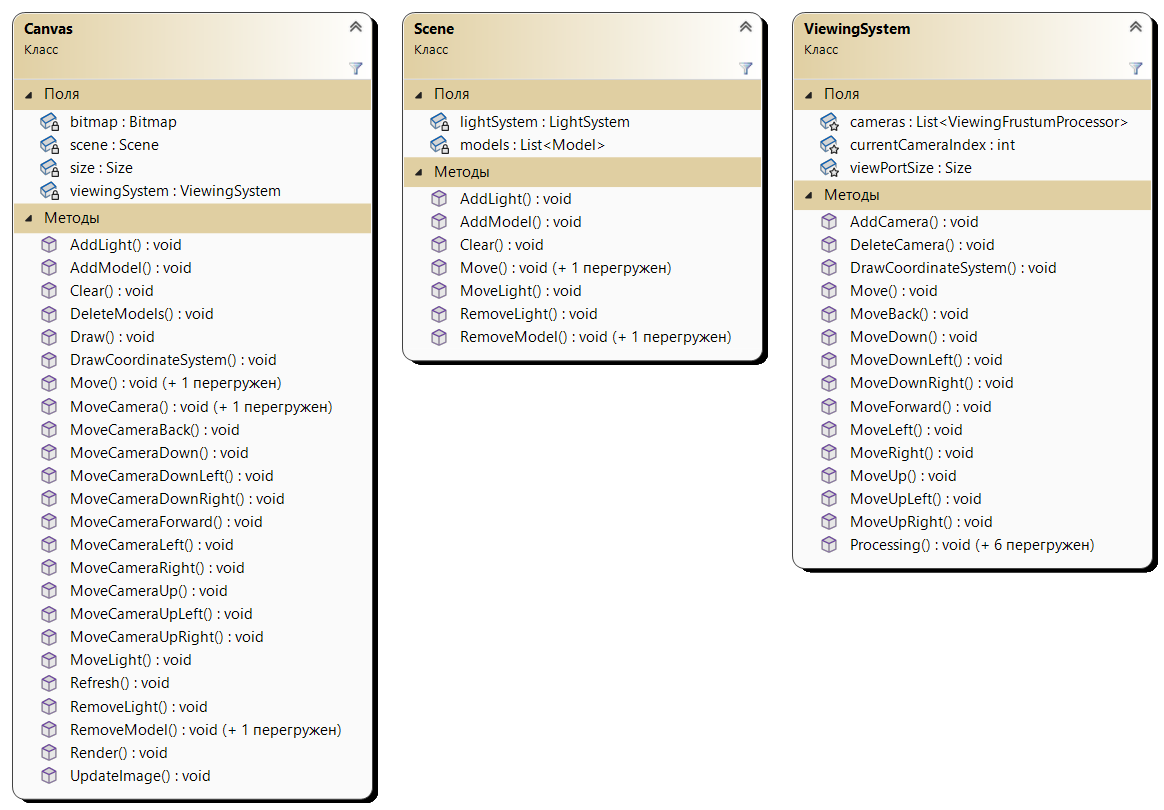 Canvas
Класс
Поля
bitmap : Bitmap
scene : Scene
size : Size
viewingSystem : ViewingSystem
Методы
AddLight() : void
AddModel() : void
Clear() : void
DeleteModels() : void
Draw() : void
DrawCoordinateSystem() : void
Move() : void (+ 1 перегружен)
MoveCamera() : void (+ 1 перегружен)
MoveCameraBack() : void
MoveCameraDown() : void
MoveCameraDownLeft() : void
MoveCameraDownRight() : void
MoveCameraForward() : void
MoveCameraLeft() : void
MoveCameraRight() : void
MoveCameraUp() : void
MoveCameraUpLeft() : void
MoveCameraUpRight() : void
MoveLight() : void
Refresh() : void
RemoveLight() : void
RemoveModel() : void (+ 1 перегружен)
Render() : void
UpdateImage() : void
Scene
Класс
Поля
lightSystem : LightSystem
models : List<Model>
Методы
AddLight() : void
AddModel() : void
Clear() : void
Move() : void (+ 1 перегружен)
MoveLight() : void
RemoveLight() : void
RemoveModel() : void (+ 1 перегружен)
ViewingSystem
Класс
Поля
cameras : List<ViewingFrustumProcessor>
currentCameraIndex : int
viewPortSize : Size
Методы
AddCamera() : void
DeleteCamera() : void
DrawCoordinateSystem() : void
Move() : void
MoveBack() : void
MoveDown() : void
MoveDownLeft() : void
MoveDownRight() : void
MoveForward() : void
MoveLeft() : void
MoveRight() : void
MoveUp() : void
MoveUpLeft() : void
MoveUpRight() : void
Processing() : void (+ 6 перегружен)